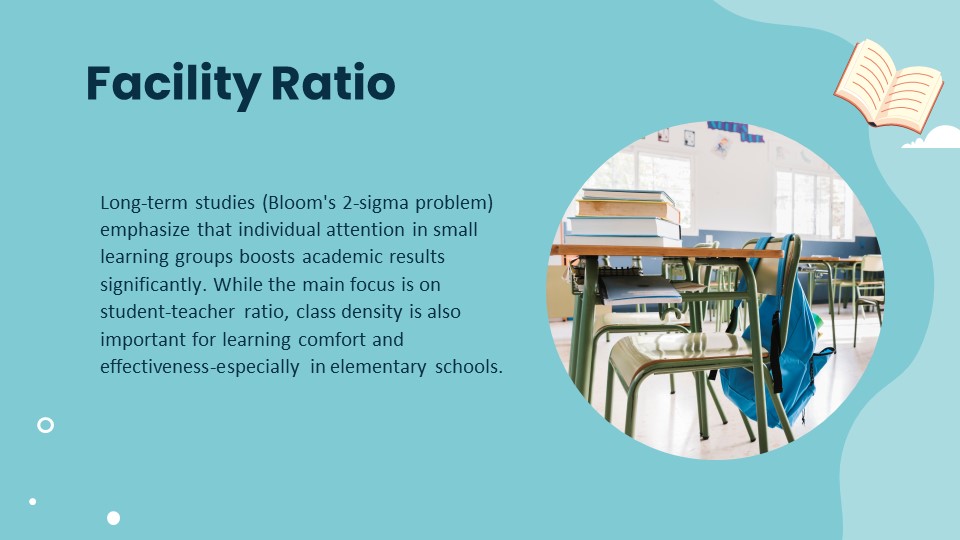 Facility Ratio
Long-term studies (Bloom's 2-sigma problem)
emphasize that individual attention in small
learning groups boosts academic results
significantly. While the main focus is on
student-teacher ratio, class density is also
important for learning comfort and
effectiveness-especially in elementary schools.